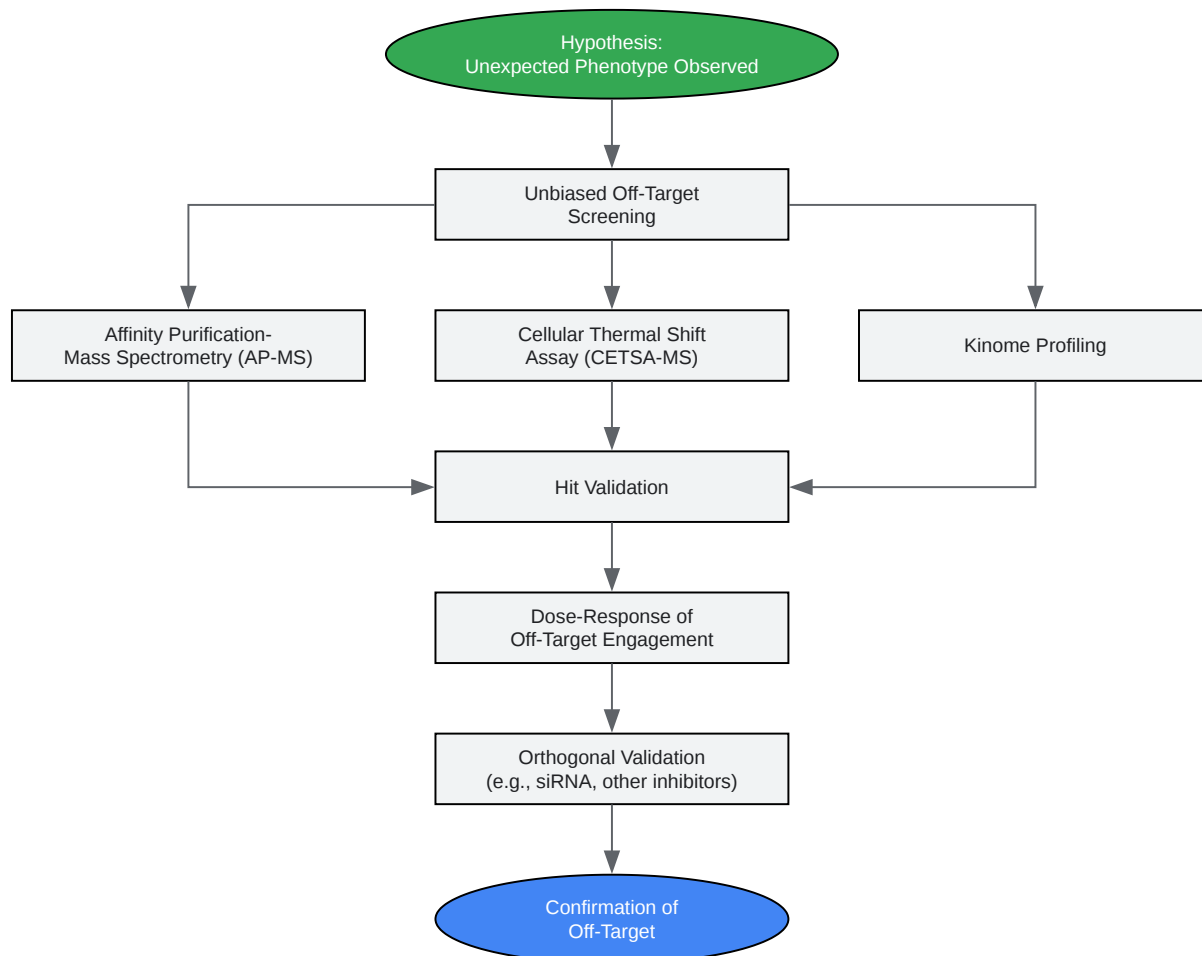 Hypothesis:
Unexpected Phenotype Observed
Unbiased Off-Target
Screening
Affinity Purification-
Mass Spectrometry (AP-MS)
Cellular Thermal Shift
Assay (CETSA-MS)
Kinome Profiling
Hit Validation
Dose-Response of
Off-Target Engagement
Orthogonal Validation
(e.g., siRNA, other inhibitors)
Confirmation of
Off-Target